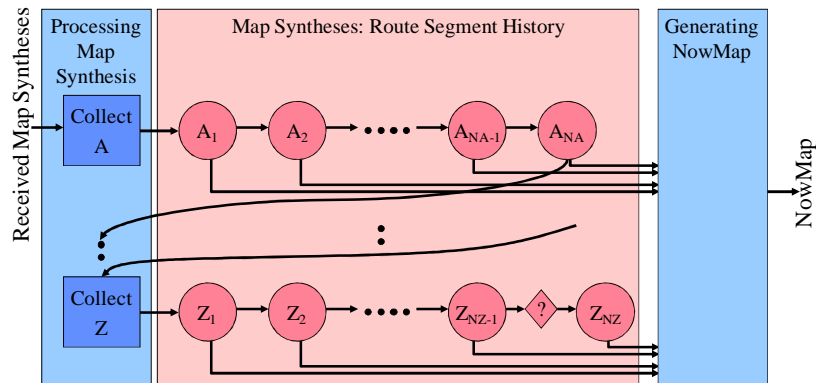 Processing
Map
Synthesis
Map Syntheses: Route Segment History
Generating
NowMap
Received Map Syntheses
Collect
A
A1
A2
ANA-1
ANA
NowMap
Collect
Z
Z1
Z2
ZNZ-1
?
ZNZ